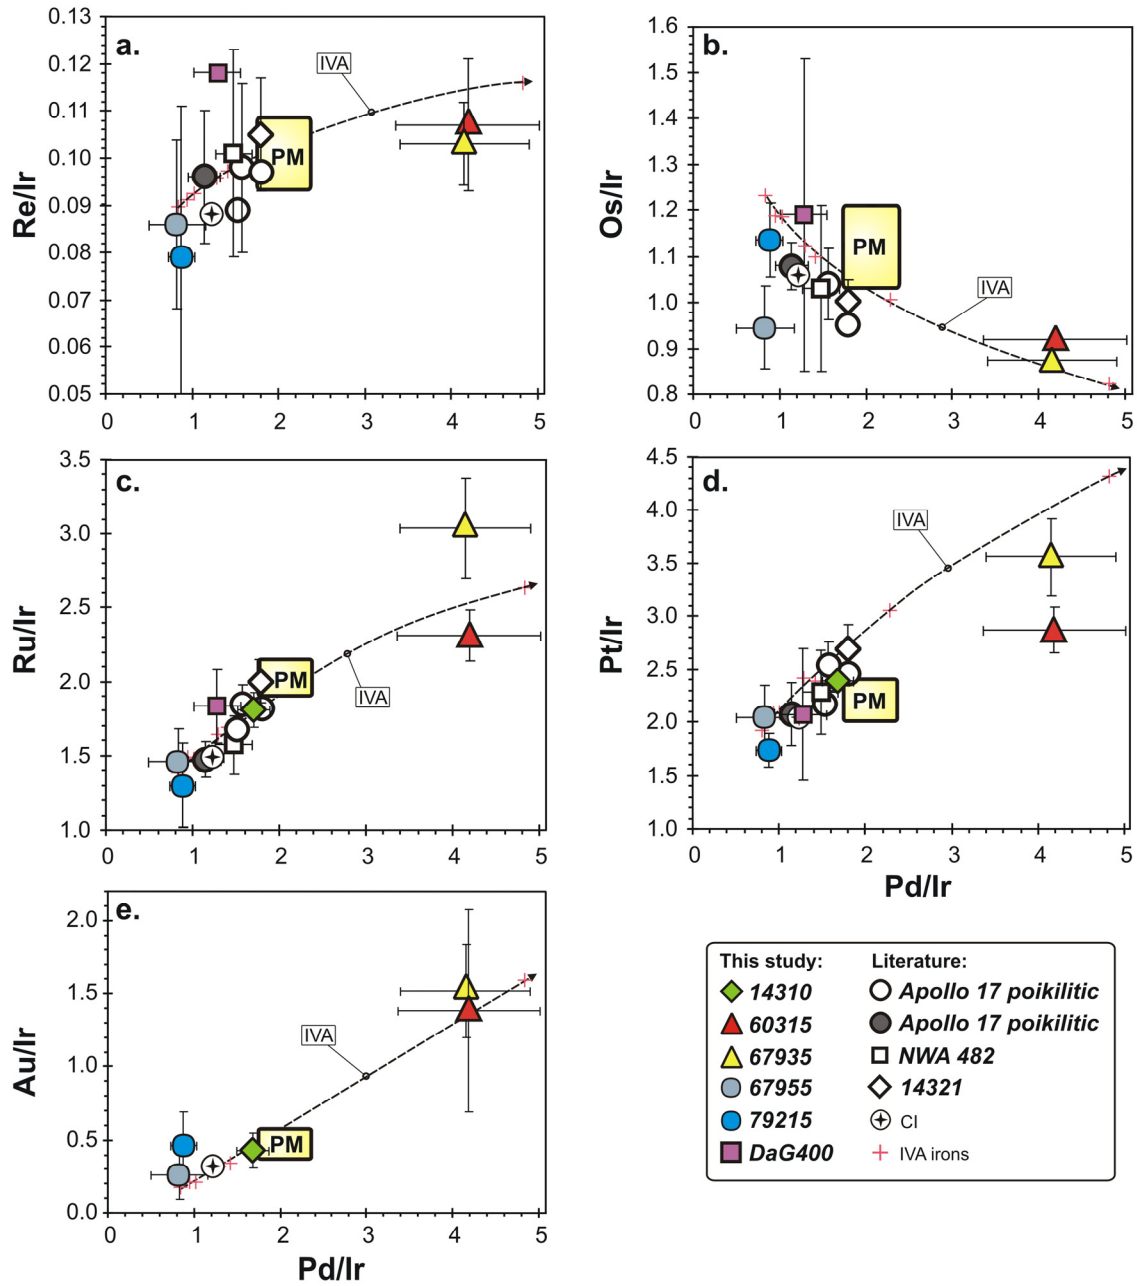 a.
0.13
0.12
0.11
0.10
0.09
0.08
0.07
0.06
0.05
Re/Ir
IVA
PM
1 2 3 4 5
b.
1.6
1.5
1.4
1.3
1.2
1.1
1.0
0.9
0.8
Os/Ir
PM
IVA
1 2 3 4 5
c.
3.5
3.0
2.5
2.0
1.5
1.0
Ru/Ir
PM
IVA
0 1 2 3 4 5
d.
4.5
4.0
3.5
3.0
2.5
2.0
1.5
1.0
Pt/Ir
IVA
PM
0 1 2 3 4 5
Pd/Ir
e.
2.0
1.5
1.0
0.5
0.0
Au/Ir
IVA
PM
0 1 2 3 4 5
Pd/Ir
This study:
14310
60315
67935
67955
79215
DaG400
Literature:
Apollo 17 poikilitic
Apollo 17 poikilitic
NWA 482
14321
CI
IVA irons